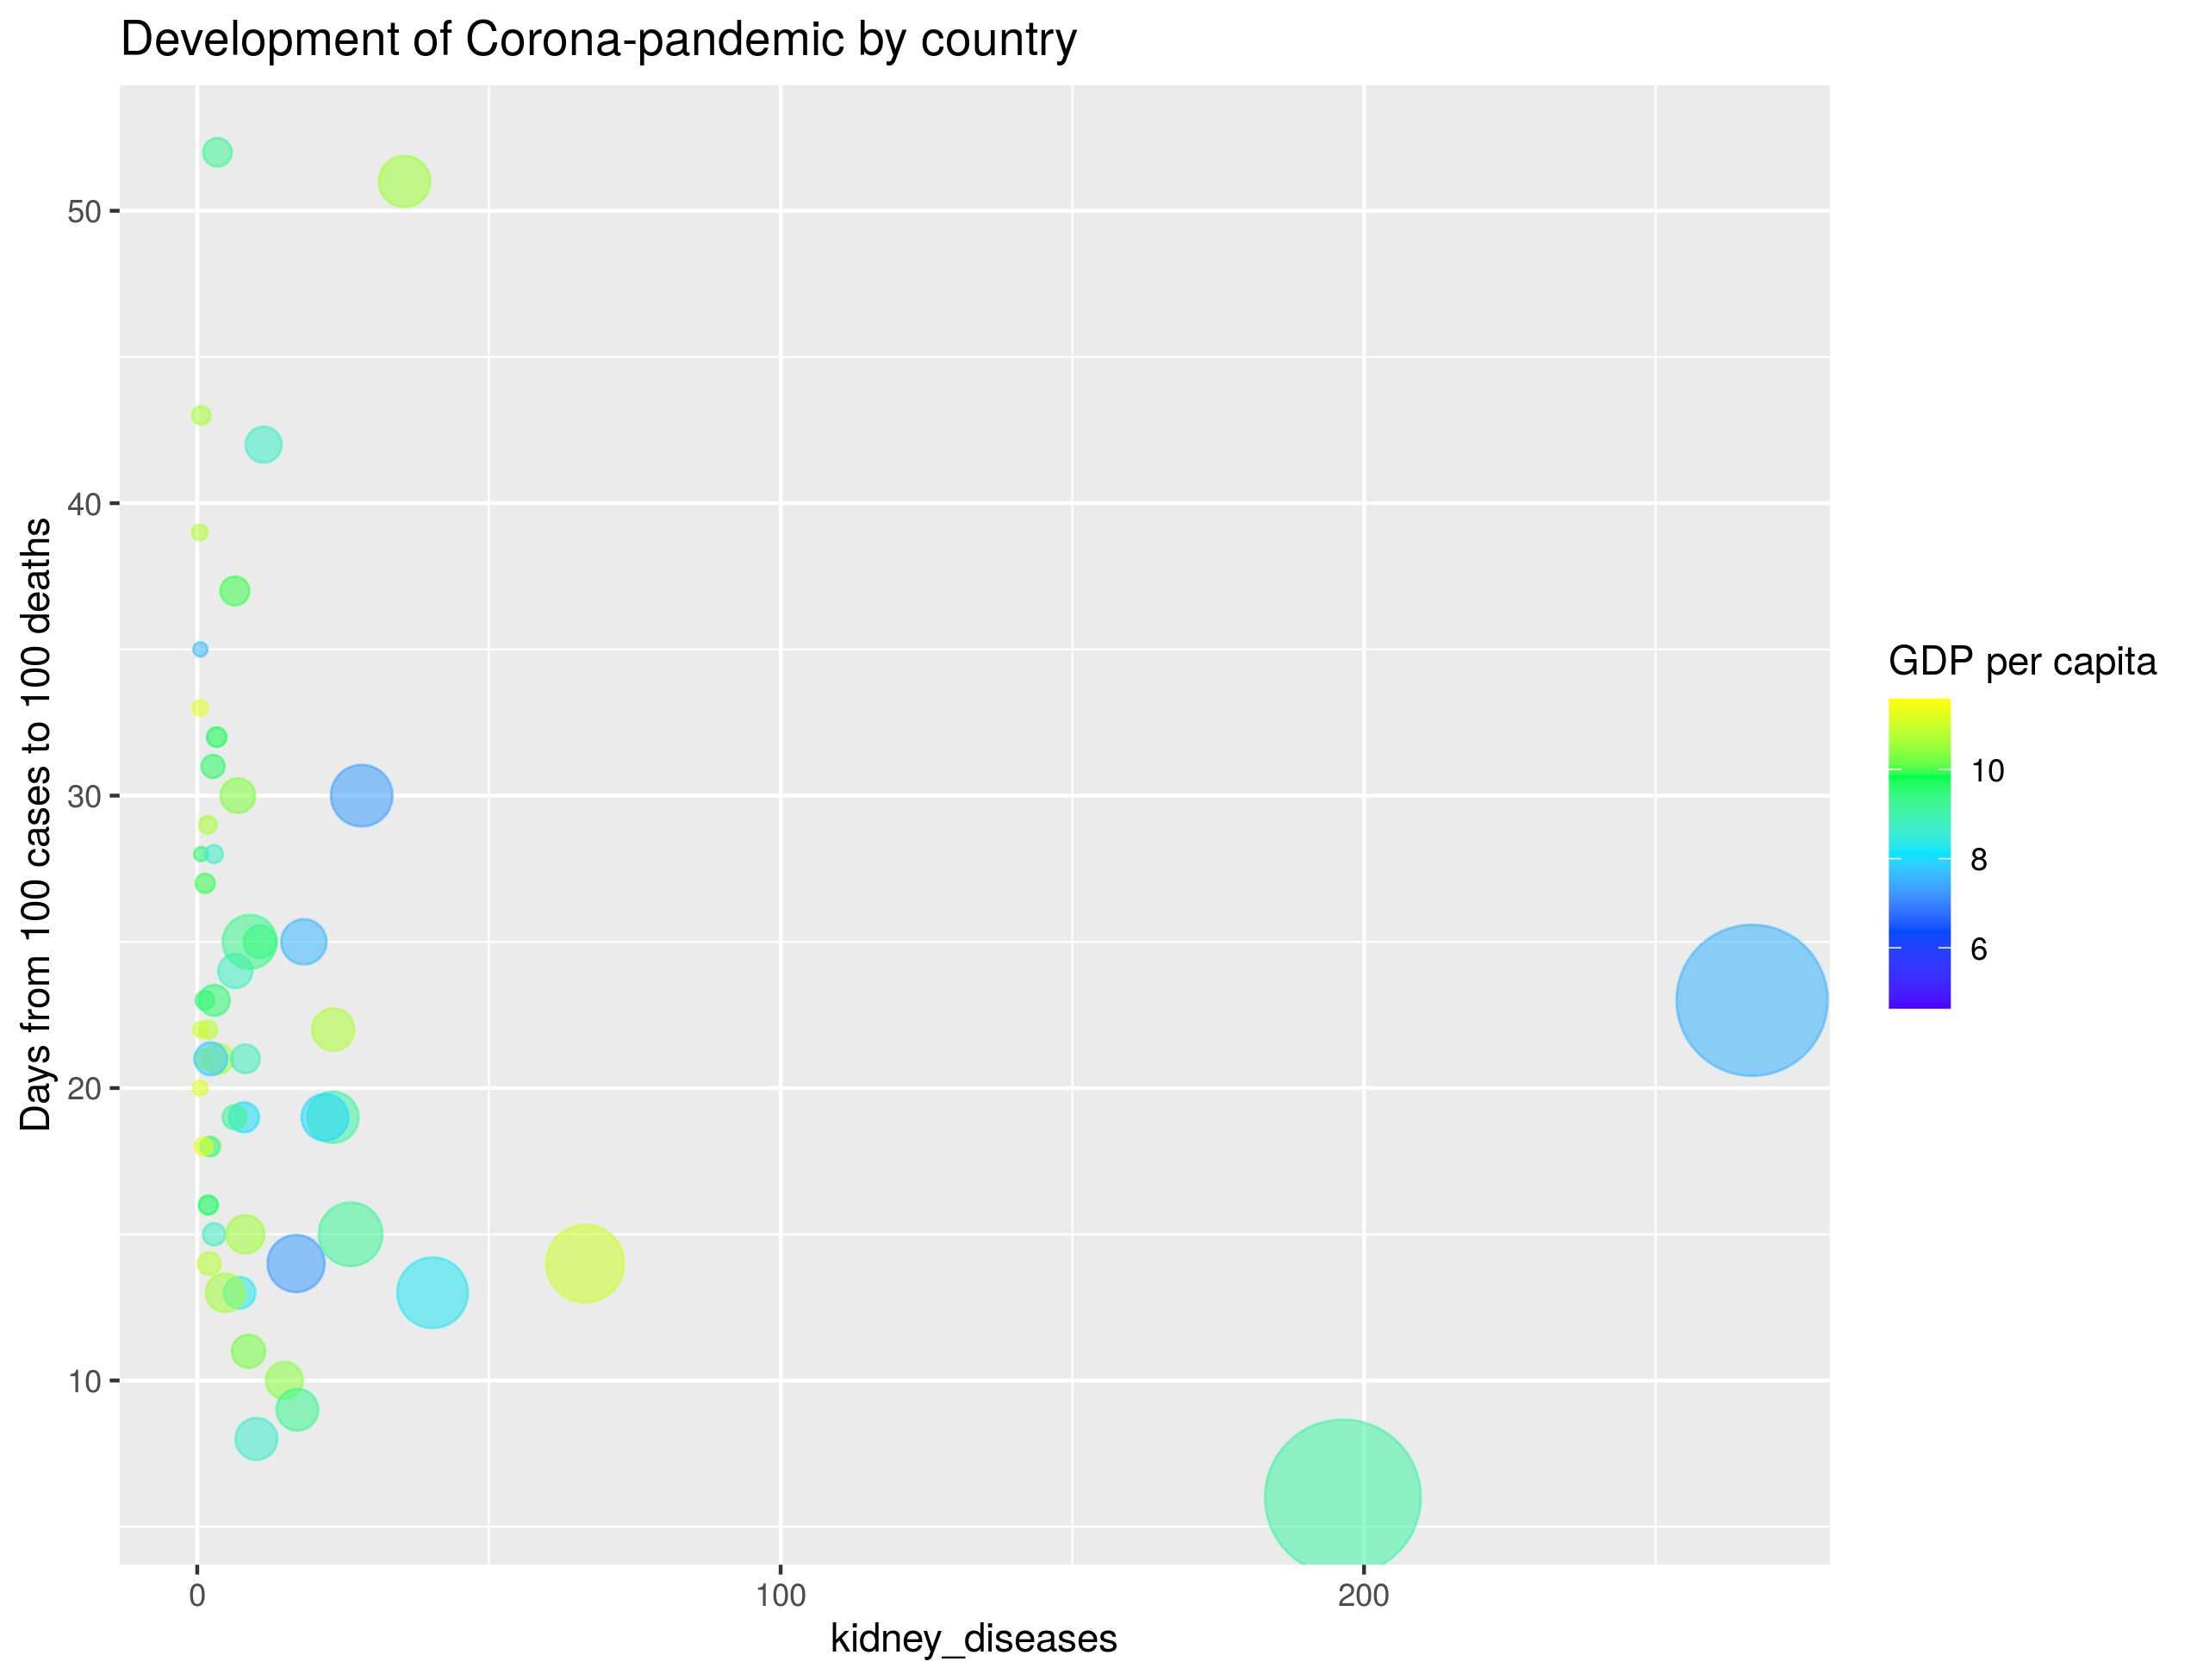 Development of Corona-pandemic by country
Days from 100 cases to 100 deaths
50
40
30
20
10
0
100
200
kidney_diseases
GDP per capita
10
8
6